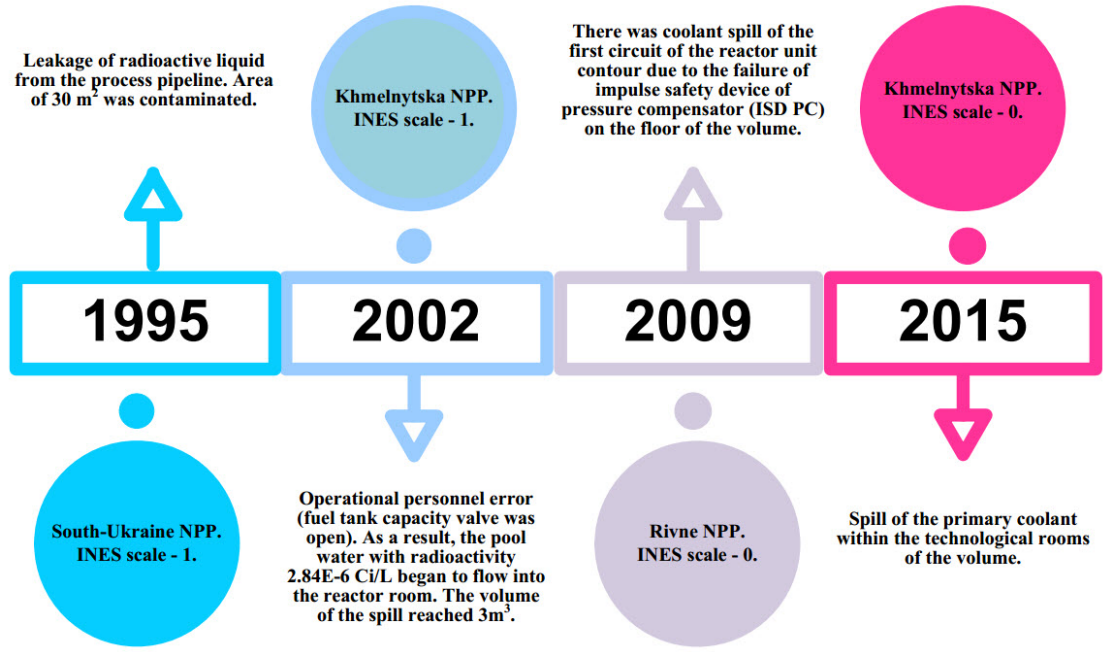 Leakage of radioactive liquid
from the process pipeline. Area
of 30 m² was contaminated.
Khmelnytska NPP.
INES scale - 1.
There was coolant spill of the
first circuit of the reactor unit
contour due to the failure of
impulse safety device of
pressure compensator (ISD PC)
on the floor of the volume.
Khmelnytska NPP.
INES scale - 0.
1995
2002
2009
2015
South-Ukraine NPP.
INES scale - 1.
Operational personnel error
(fuel tank capacity valve was
open). As a result, the pool
water with radioactivity
2.84E-6 Ci/L began to flow into
the reactor room. The volume
of the spill reached 3m³.
Rivne NPP.
INES scale - 0.
Spill of the primary coolant
within the technological rooms
of the volume.